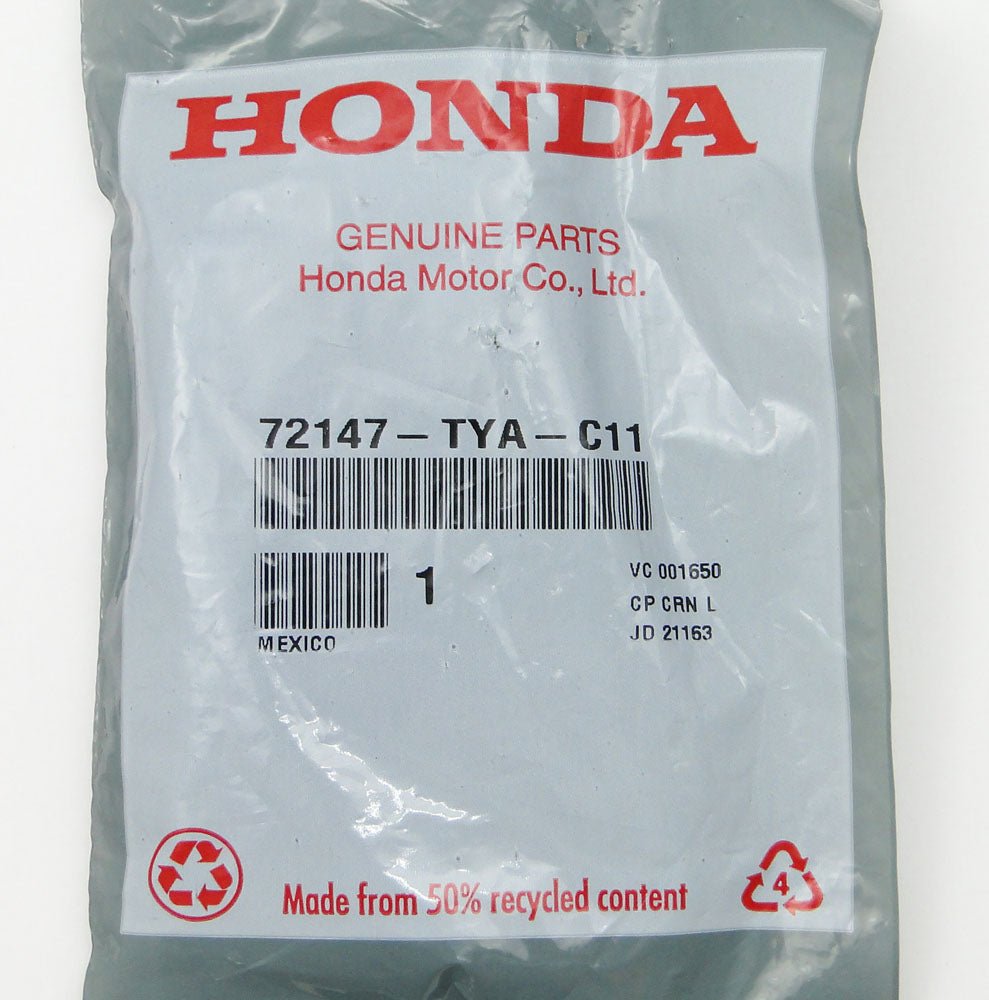 HONDA
GENUINE PARTS
Honda Motor Co., Ltd.
72147-TYA-C11
1
VC 001650
CP CRN L
JD 21163
MEXICO
Made from 50% recycled content
4